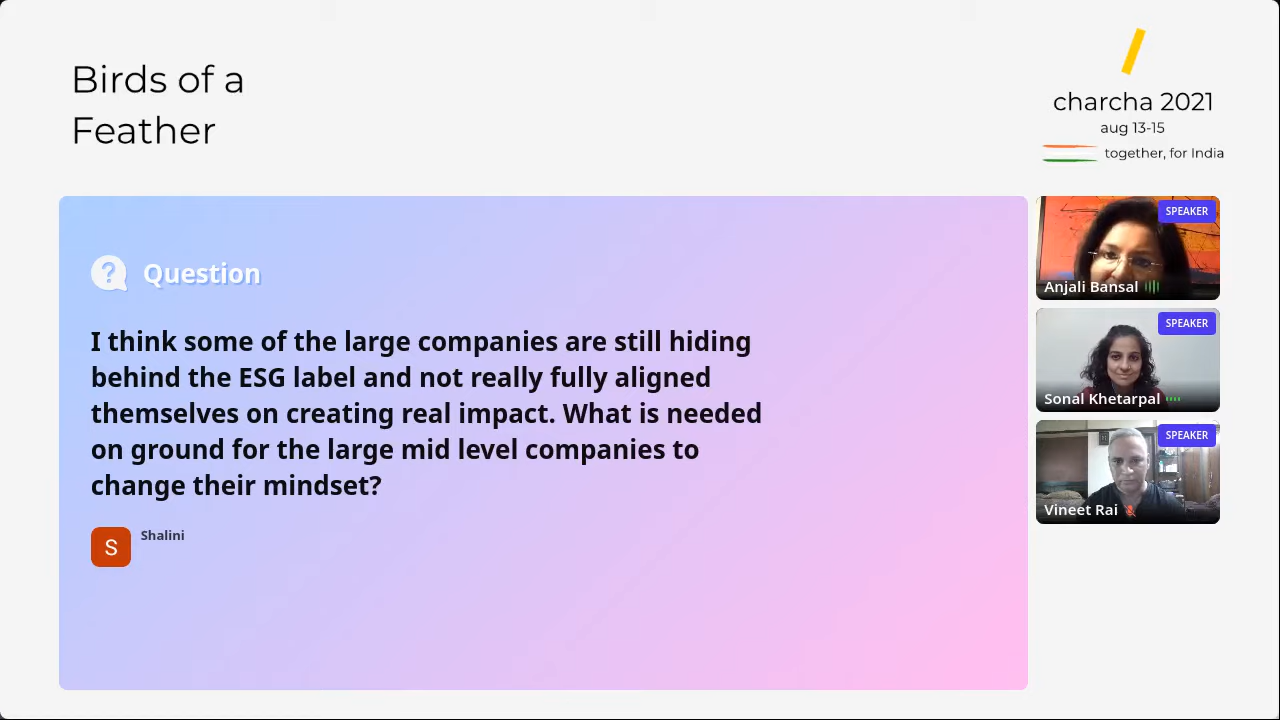 Birds of a
Feather
charcha 2021
aug 13-15
together, for India
Question
I think some of the large companies are still hiding
behind the ESG label and not really fully aligned
themselves on creating real impact. What is needed
on ground for the large mid level companies to
change their mindset?
S
Shalini
SPEAKER
Anjali Bansal
SPEAKER
Sonal Khetarpal
SPEAKER
Vineet Rai